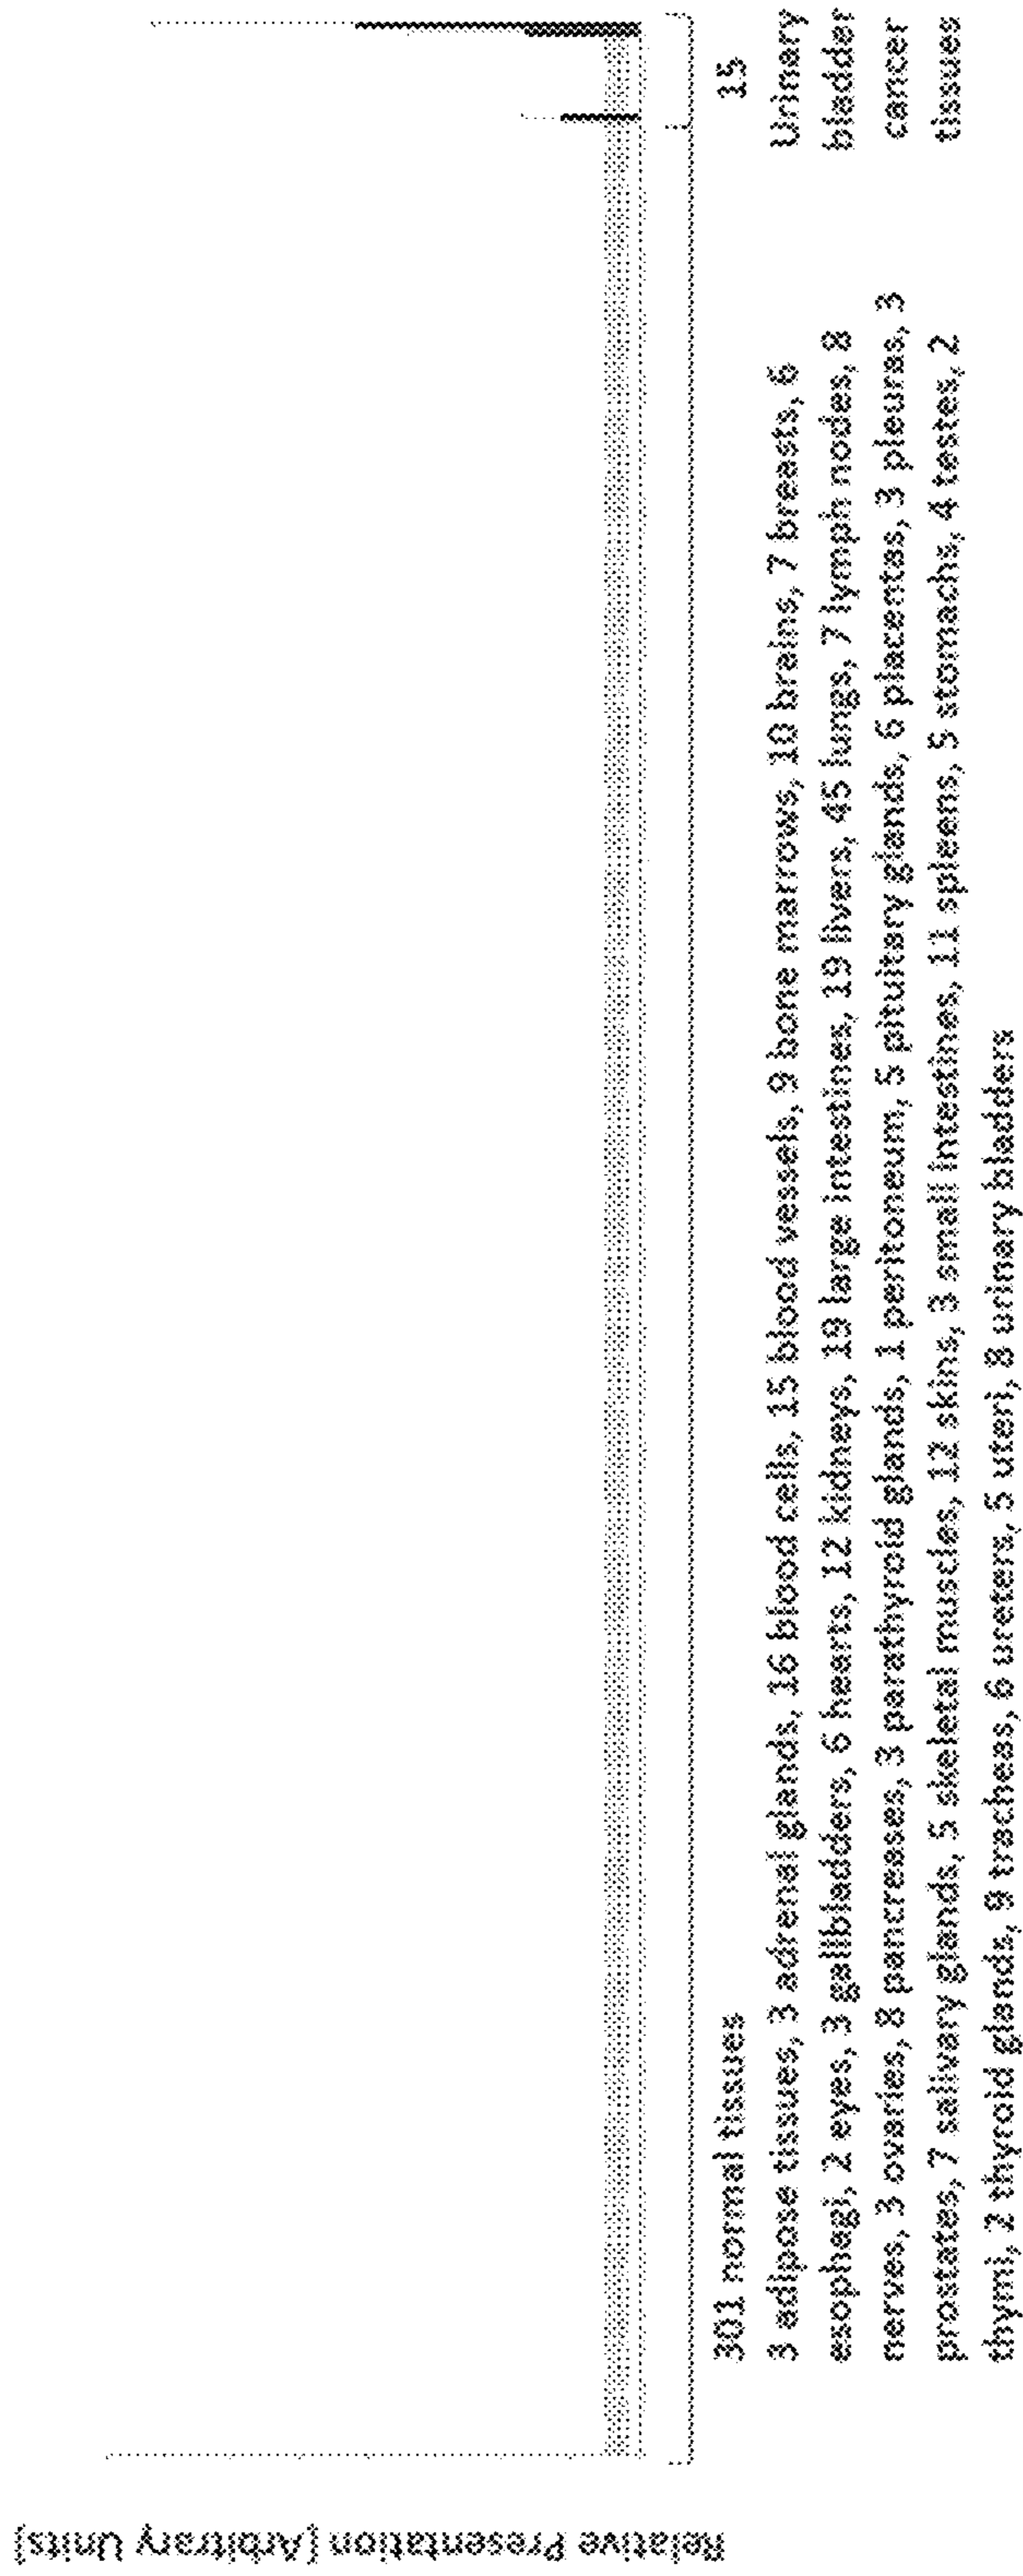 Relative Presentation [Arbitrary Units]
301 normal tissues
3 adipose tissues, 3 adrenal glands, 16 blood cells, 15 blood vessels, 9 bone marrows, 10 brains, 7 breasts, 6
esophagi, 2 eyes, 3 gallbladders, 6 hearts, 12 kidneys, 19 large intestines, 19 livers, 45 lungs, 7 lymph nodes, 8
nerves, 3 ovaries, 8 pancreases, 3 parathyroid glands, 1 peritoneum, 5 pituitary glands, 6 placentas, 3 pleuras, 3
prostates, 7 salivary glands, 5 skeletal muscles, 12 skins, 3 small intestines, 11 spleens, 5 stomachs, 4 testes, 2
thymi, 2 thyroid glands, 9 tracheas, 6 ureters, 5 uteri, 8 urinary bladders
15
Urinary
bladder
cancer
tissues